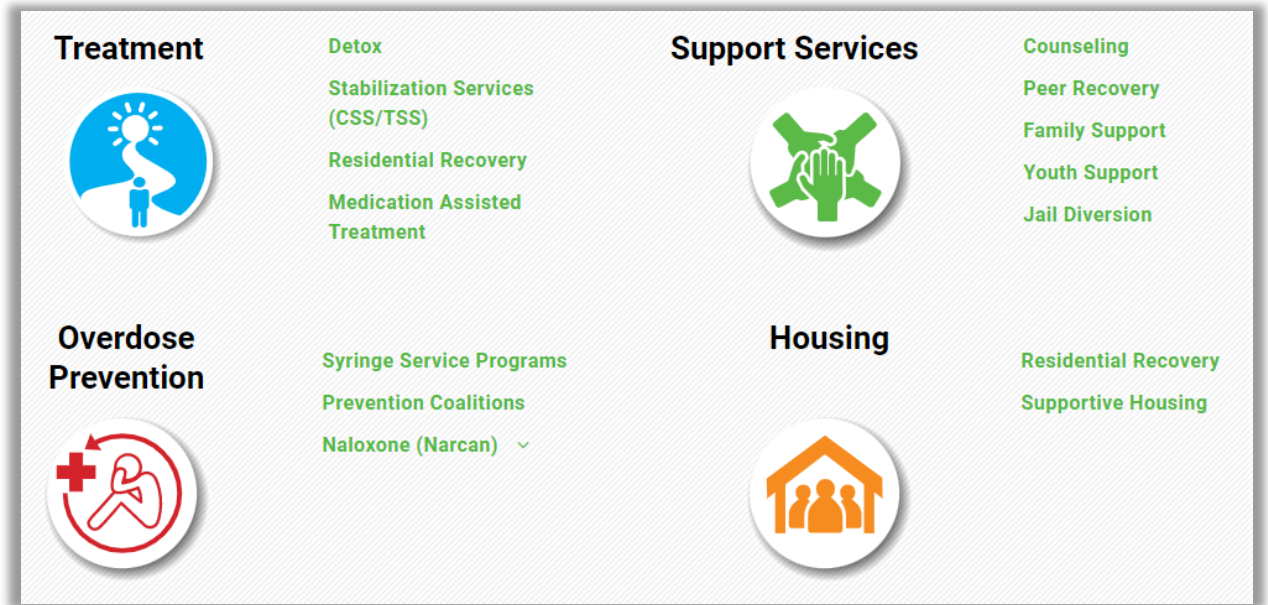 Treatment
Detox
Stabilization Services
(CSS/TSS)
Residential Recovery
Medication Assisted
Treatment
Support Services
Counseling
Peer Recovery
Family Support
Youth Support
Jail Diversion
Overdose
Prevention
Syringe Service Programs
Prevention Coalitions
Naloxone (Narcan)
Housing
Residential Recovery
Supportive Housing